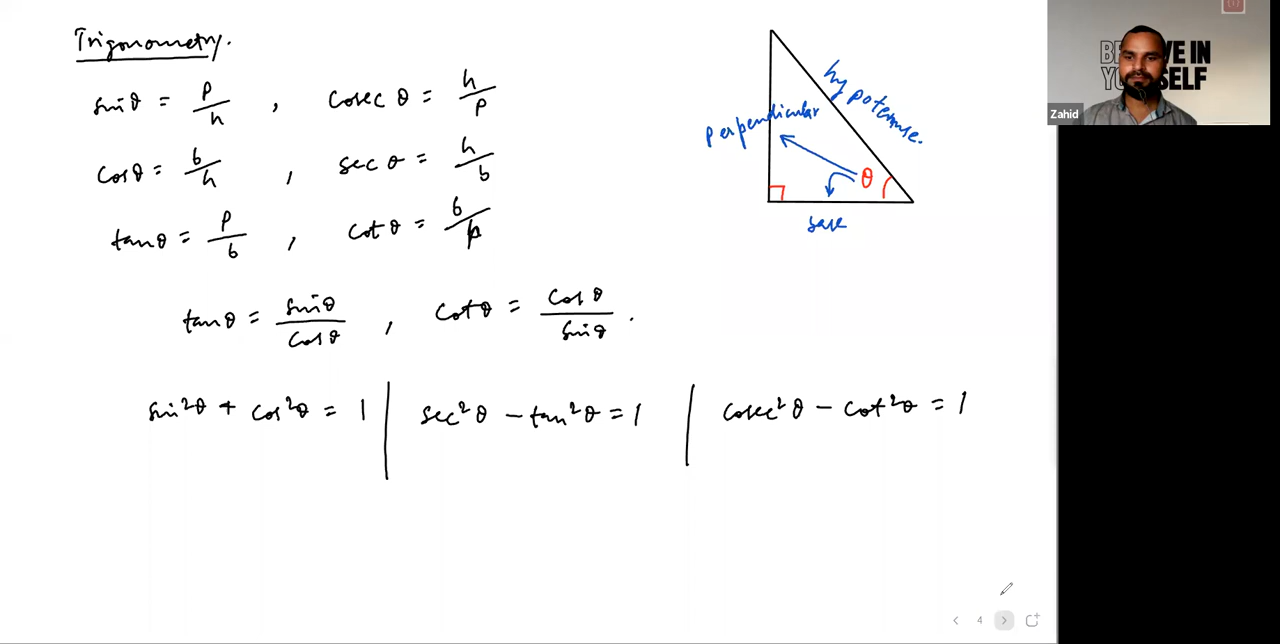 Trigonometry.
sinθ = p/h , cosec θ = h/p
cosθ = b/h , sec θ = h/b
tanθ = p/b , cot θ = b/p
tanθ = sinθ/cosθ , cotθ = cosθ/sinθ .
sin²θ + cos²θ = 1 | sec²θ - tan²θ = 1 | cosec²θ - cot²θ = 1
hypotenuse.
perpendicular
θ
base
BELIEVE IN
YOURSELF
Zahid
4